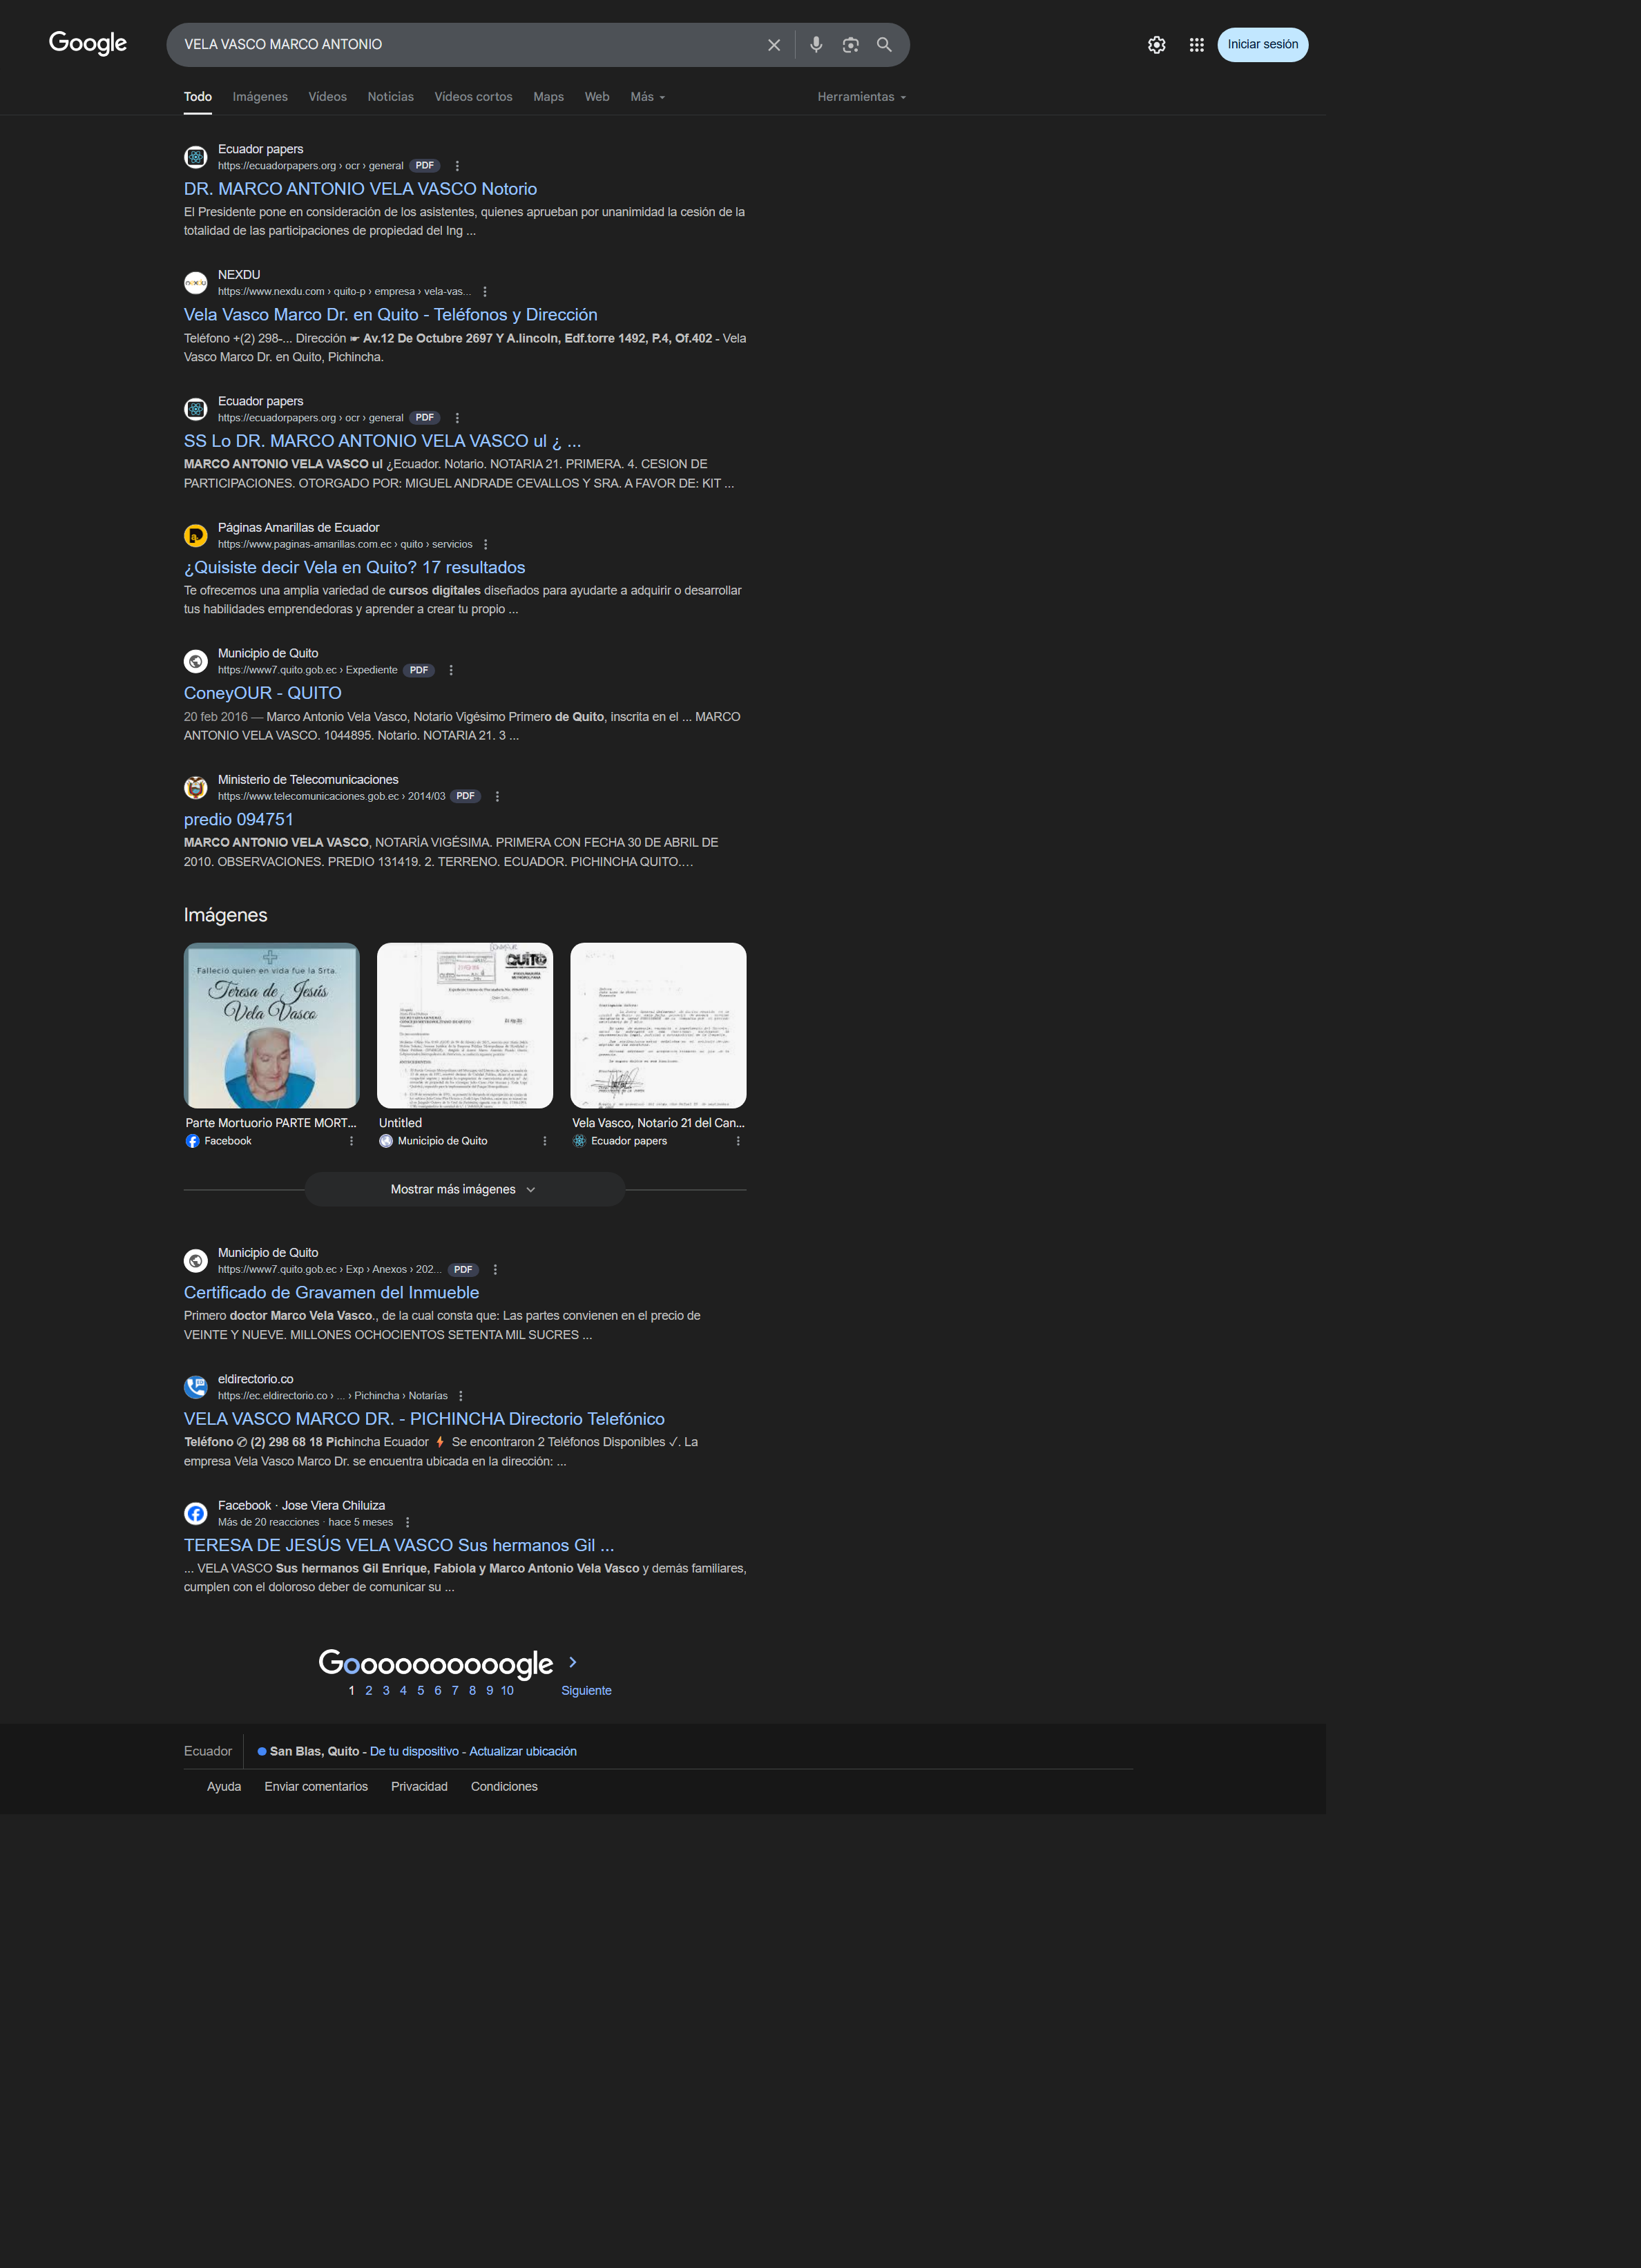 Google
VELA VASCO MARCO ANTONIO
Iniciar sesión
Todo Imágenes Vídeos Noticias Vídeos cortos Maps Web Más Herramientas
Ecuador papers
https://ecuadorpapers.org › ocr › general PDF
DR. MARCO ANTONIO VELA VASCO Notorio
El Presidente pone en consideración de los asistentes, quienes aprueban por unanimidad la cesión de la
totalidad de las participaciones de propiedad del Ing ...
NEXDU
https://www.nexdu.com › quito-p › empresa › vela-vas...
Vela Vasco Marco Dr. en Quito - Teléfonos y Dirección
Teléfono +(2) 298-... Dirección ☛ Av.12 De Octubre 2697 Y A.lincoln, Edf.torre 1492, P.4, Of.402 - Vela
Vasco Marco Dr. en Quito, Pichincha.
Ecuador papers
https://ecuadorpapers.org › ocr › general PDF
SS Lo DR. MARCO ANTONIO VELA VASCO ul ¿ ...
MARCO ANTONIO VELA VASCO ul ¿Ecuador. Notario. NOTARIA 21. PRIMERA. 4. CESION DE
PARTICIPACIONES. OTORGADO POR: MIGUEL ANDRADE CEVALLOS Y SRA. A FAVOR DE: KIT ...
Páginas Amarillas de Ecuador
https://www.paginas-amarillas.com.ec › quito › servicios
¿Quisiste decir Vela en Quito? 17 resultados
Te ofrecemos una amplia variedad de cursos digitales diseñados para ayudarte a adquirir o desarrollar
tus habilidades emprendedoras y aprender a crear tu propio ...
Municipio de Quito
https://www7.quito.gob.ec › Expediente PDF
ConeyOUR - QUITO
20 feb 2016 — Marco Antonio Vela Vasco, Notario Vigésimo Primero de Quito, inscrita en el ... MARCO
ANTONIO VELA VASCO. 1044895. Notario. NOTARIA 21. 3 ...
Ministerio de Telecomunicaciones
https://www.telecomunicaciones.gob.ec › 2014/03 PDF
predio 094751
MARCO ANTONIO VELA VASCO, NOTARÌA VIGÉSIMA. PRIMERA CON FECHA 30 DE ABRIL DE
2010. OBSERVACIONES. PREDIO 131419. 2. TERRENO. ECUADOR. PICHINCHA QUITO.…
Imágenes
Falleció quien en vida fue la Srta.
Teresa de Jesús
Vela Vasco
QUITO
Parte Mortuorio PARTE MORT...
Facebook
Untitled
Municipio de Quito
Vela Vasco, Notario 21 del Can...
Ecuador papers
Mostrar más imágenes
Municipio de Quito
https://www7.quito.gob.ec › Exp › Anexos › 202... PDF
Certificado de Gravamen del Inmueble
Primero doctor Marco Vela Vasco., de la cual consta que: Las partes convienen en el precio de
VEINTE Y NUEVE. MILLONES OCHOCIENTOS SETENTA MIL SUCRES ...
eldirectorio.co
https://ec.eldirectorio.co › ... › Pichincha › Notarías
VELA VASCO MARCO DR. - PICHINCHA Directorio Telefónico
Teléfono ✆ (2) 298 68 18 Pichincha Ecuador ⚡ Se encontraron 2 Teléfonos Disponibles ✓. La
empresa Vela Vasco Marco Dr. se encuentra ubicada en la dirección: ...
Facebook · Jose Viera Chiluiza
Más de 20 reacciones · hace 5 meses
TERESA DE JESÚS VELA VASCO Sus hermanos Gil ...
... VELA VASCO Sus hermanos Gil Enrique, Fabiola y Marco Antonio Vela Vasco y demás familiares,
cumplen con el doloroso deber de comunicar su ...
Goooooooooogle
1 2 3 4 5 6 7 8 9 10 Siguiente
Ecuador San Blas, Quito - De tu dispositivo - Actualizar ubicación
Ayuda Enviar comentarios Privacidad Condiciones